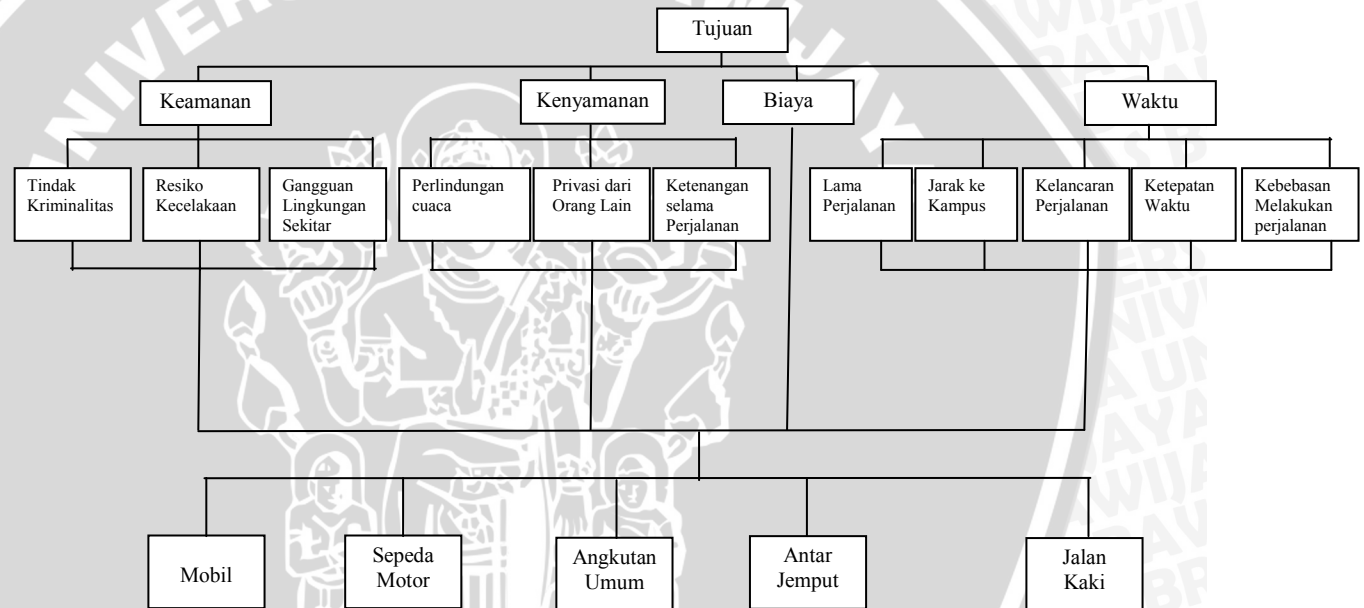 Tujuan
Keamanan
Kenyamanan
Biaya
Waktu
Tindak
Kriminalitas
Resiko
Kecelakaan
Gangguan
Lingkungan
Sekitar
Perlindungan
cuaca
Privasi dari
Orang Lain
Ketenangan
selama
Perjalanan
Lama
Perjalanan
Jarak ke
Kampus
Kelancaran
Perjalanan
Ketepatan
Waktu
Kebebasan
Melakukan
perjalanan
Mobil
Sepeda
Motor
Angkutan
Umum
Antar
Jemput
Jalan
Kaki